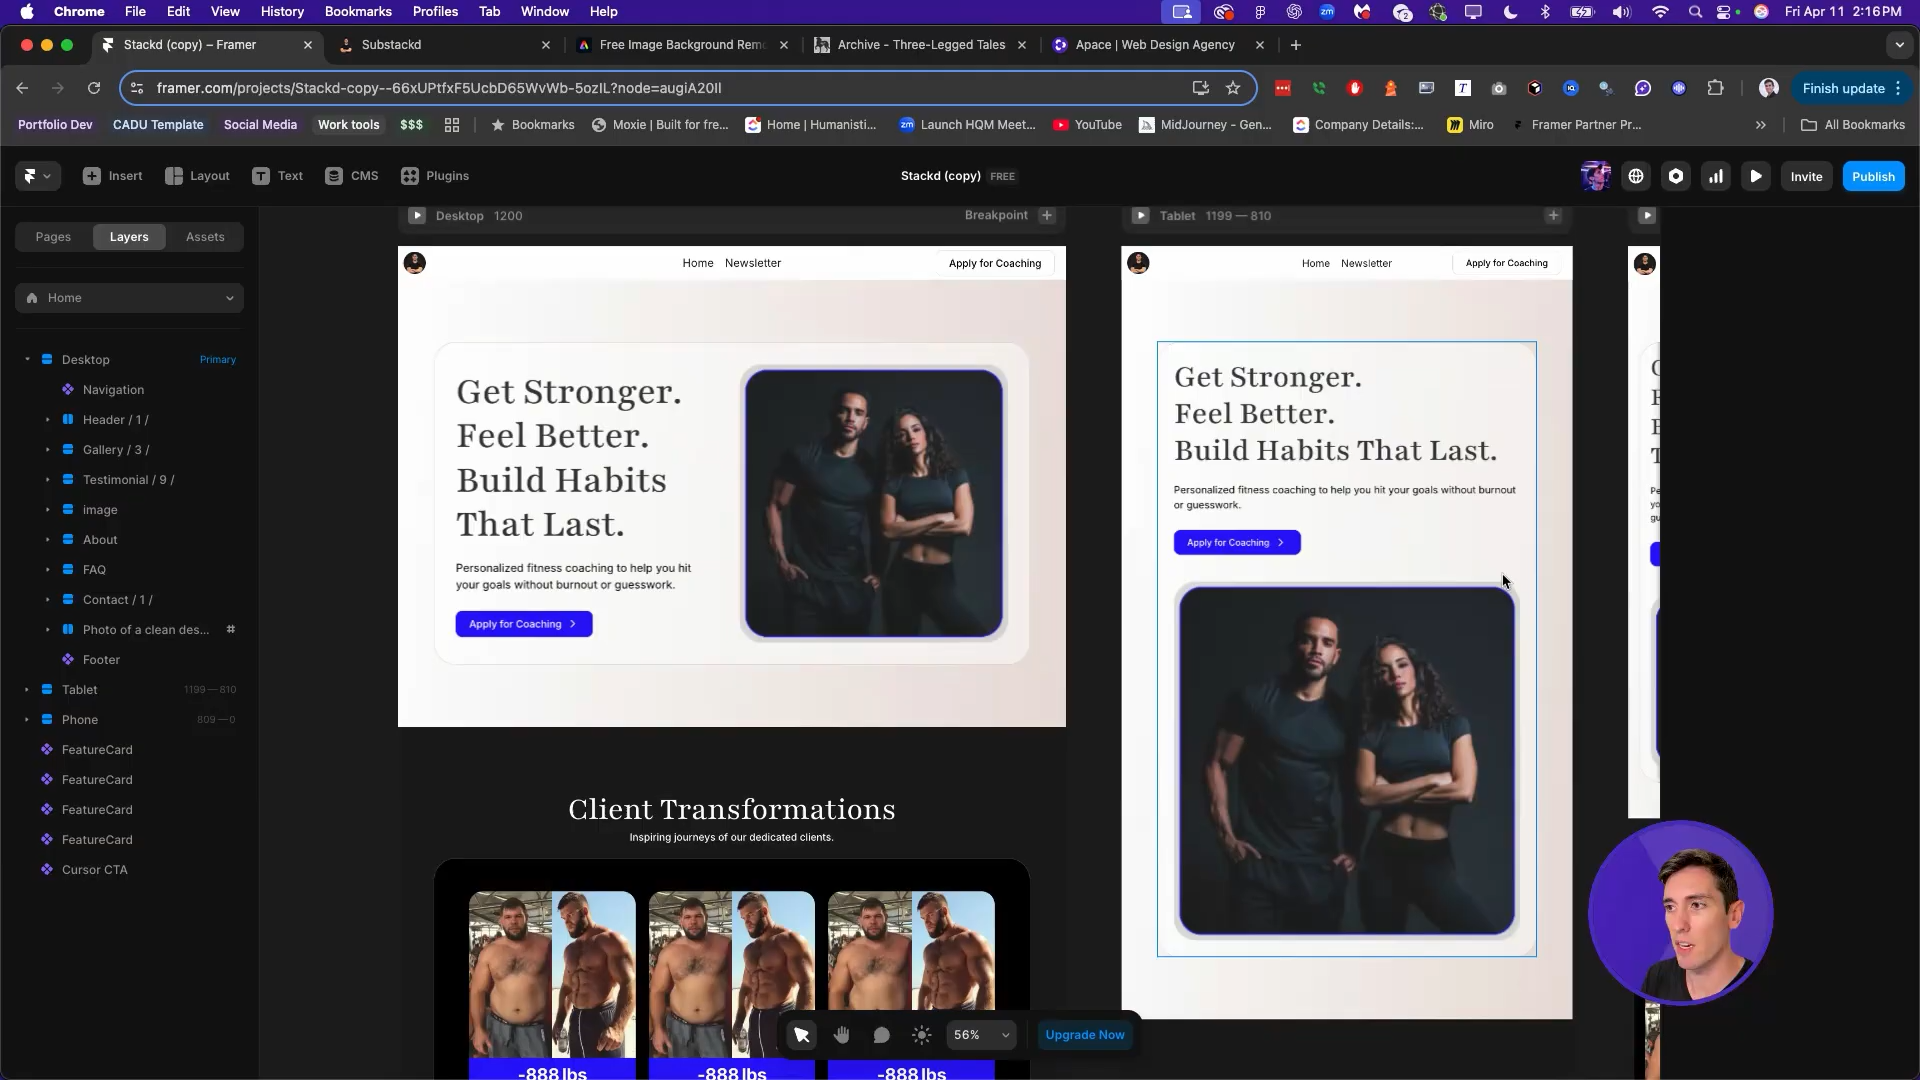 Chrome File Edit View History Bookmarks Profiles Tab Window Help
Fri Apr 11 2:16 PM
Stackd (copy) – Framer
Substackd
Free Image Background Remo
Archive - Three-Legged Tales
Apace | Web Design Agency
framer.com/projects/Stackd-copy--66xUPtfxF5UcbD65WvWb-5ozIL?node=augiA20Il
Finish update
Portfolio Dev
CADU Template
Social Media
Work tools
$$$
Bookmarks
Moxie | Built for fre...
Home | Humanisti...
Launch HQM Meet...
YouTube
MidJourney - Gen...
Company Details:...
Miro
Framer Partner Pr...
All Bookmarks
Insert
Layout
Text
CMS
Plugins
Stackd (copy) FREE
Invite
Publish
Pages
Layers
Assets
Home
Desktop Primary
Navigation
Header / 1 /
Gallery / 3 /
Testimonial / 9 /
image
About
FAQ
Contact / 1 /
Photo of a clean des...
Footer
Tablet 1199 — 810
Phone 809 — 0
FeatureCard
FeatureCard
FeatureCard
FeatureCard
Cursor CTA
Desktop 1200
Breakpoint
Home Newsletter
Apply for Coaching
Get Stronger.
Feel Better.
Build Habits
That Last.
Personalized fitness coaching to help you hit
your goals without burnout or guesswork.
Apply for Coaching
Client Transformations
Inspiring journeys of our dedicated clients.
-888 lbs
-888 lbs
-888 lbs
Tablet 1199 — 810
Home Newsletter
Apply for Coaching
Get Stronger.
Feel Better.
Build Habits That Last.
Personalized fitness coaching to help you hit your goals without burnout
or guesswork.
Apply for Coaching
56%
Upgrade Now